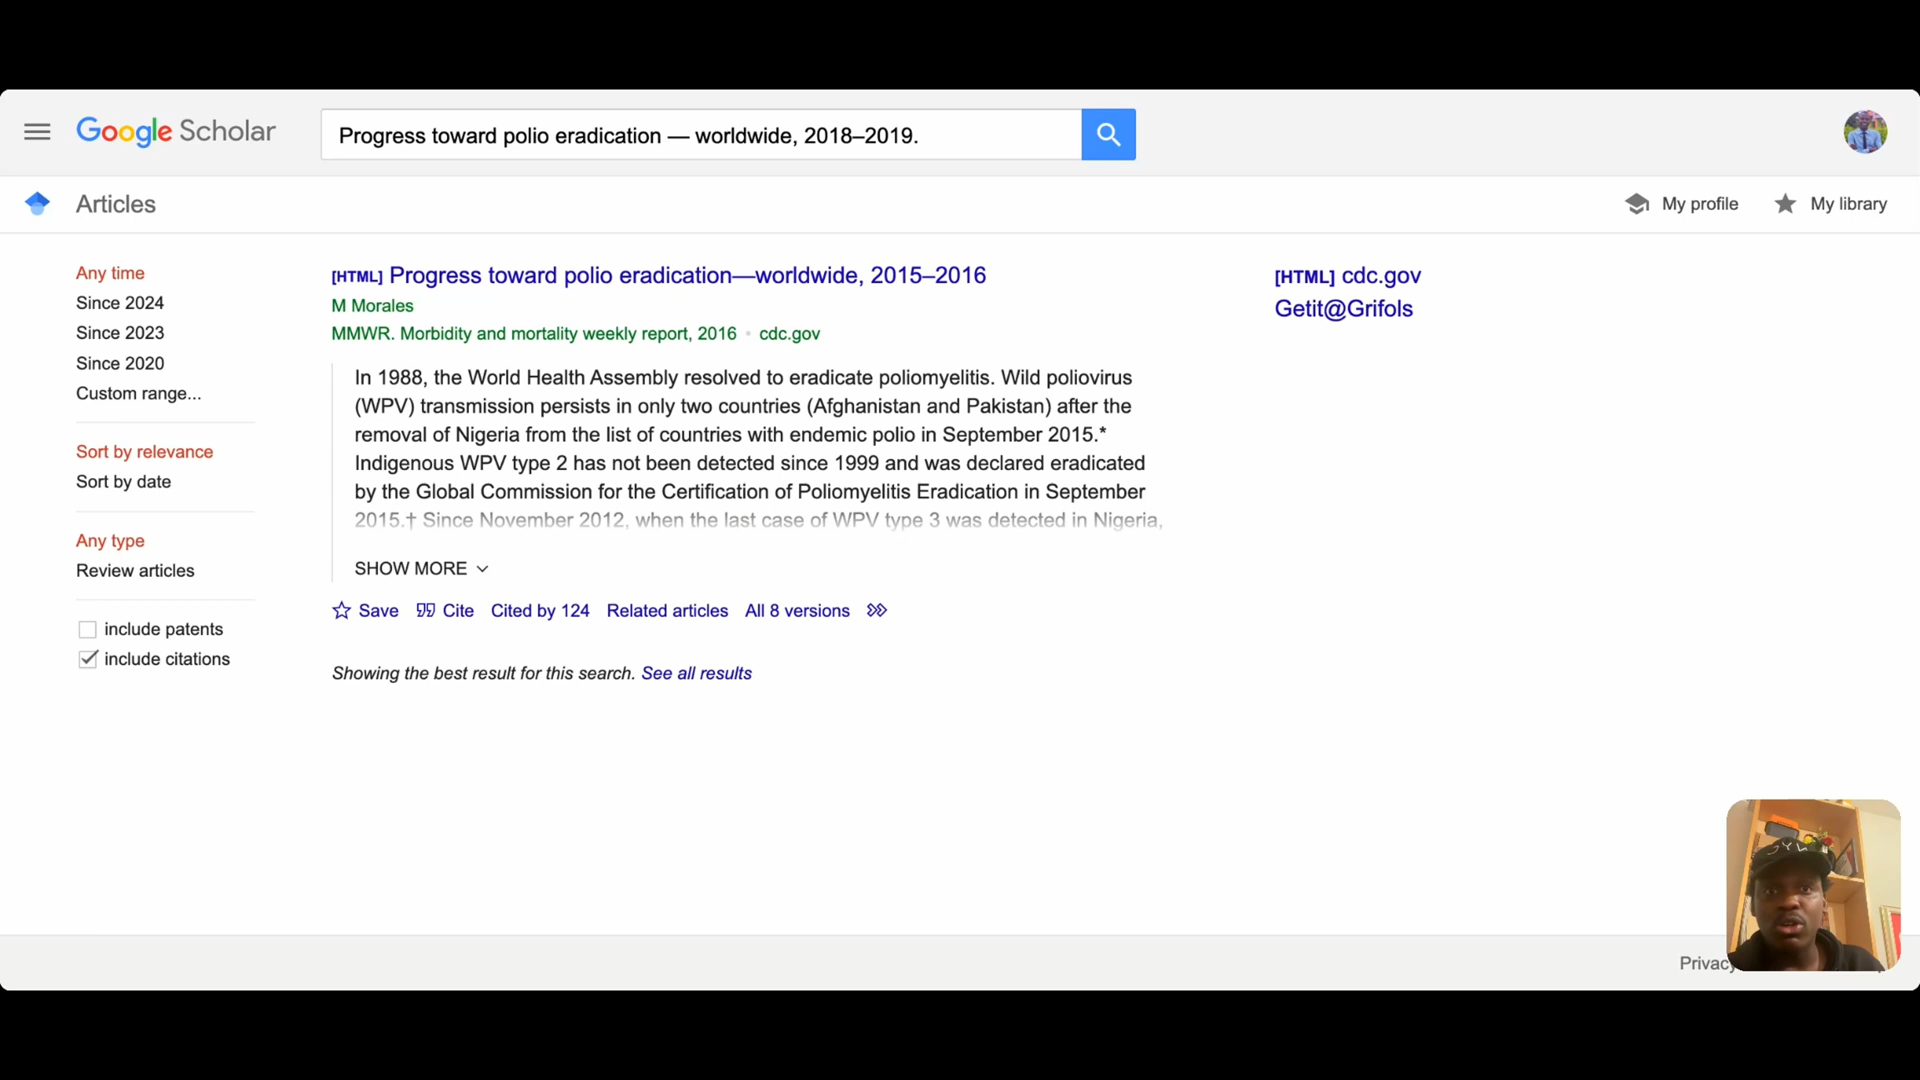 Google Scholar
Progress toward polio eradication — worldwide, 2018–2019.
Articles
My profile
My library
Any time
Since 2024
Since 2023
Since 2020
Custom range...
Sort by relevance
Sort by date
Any type
Review articles
include patents
include citations
[HTML] Progress toward polio eradication—worldwide, 2015–2016
M Morales
MMWR. Morbidity and mortality weekly report, 2016 • cdc.gov
In 1988, the World Health Assembly resolved to eradicate poliomyelitis. Wild poliovirus
(WPV) transmission persists in only two countries (Afghanistan and Pakistan) after the
removal of Nigeria from the list of countries with endemic polio in September 2015.*
Indigenous WPV type 2 has not been detected since 1999 and was declared eradicated
by the Global Commission for the Certification of Poliomyelitis Eradication in September
2015.† Since November 2012, when the last case of WPV type 3 was detected in Nigeria,
SHOW MORE
Save Cite Cited by 124 Related articles All 8 versions
Showing the best result for this search. See all results
[HTML] cdc.gov
Getit@Grifols
Privacy